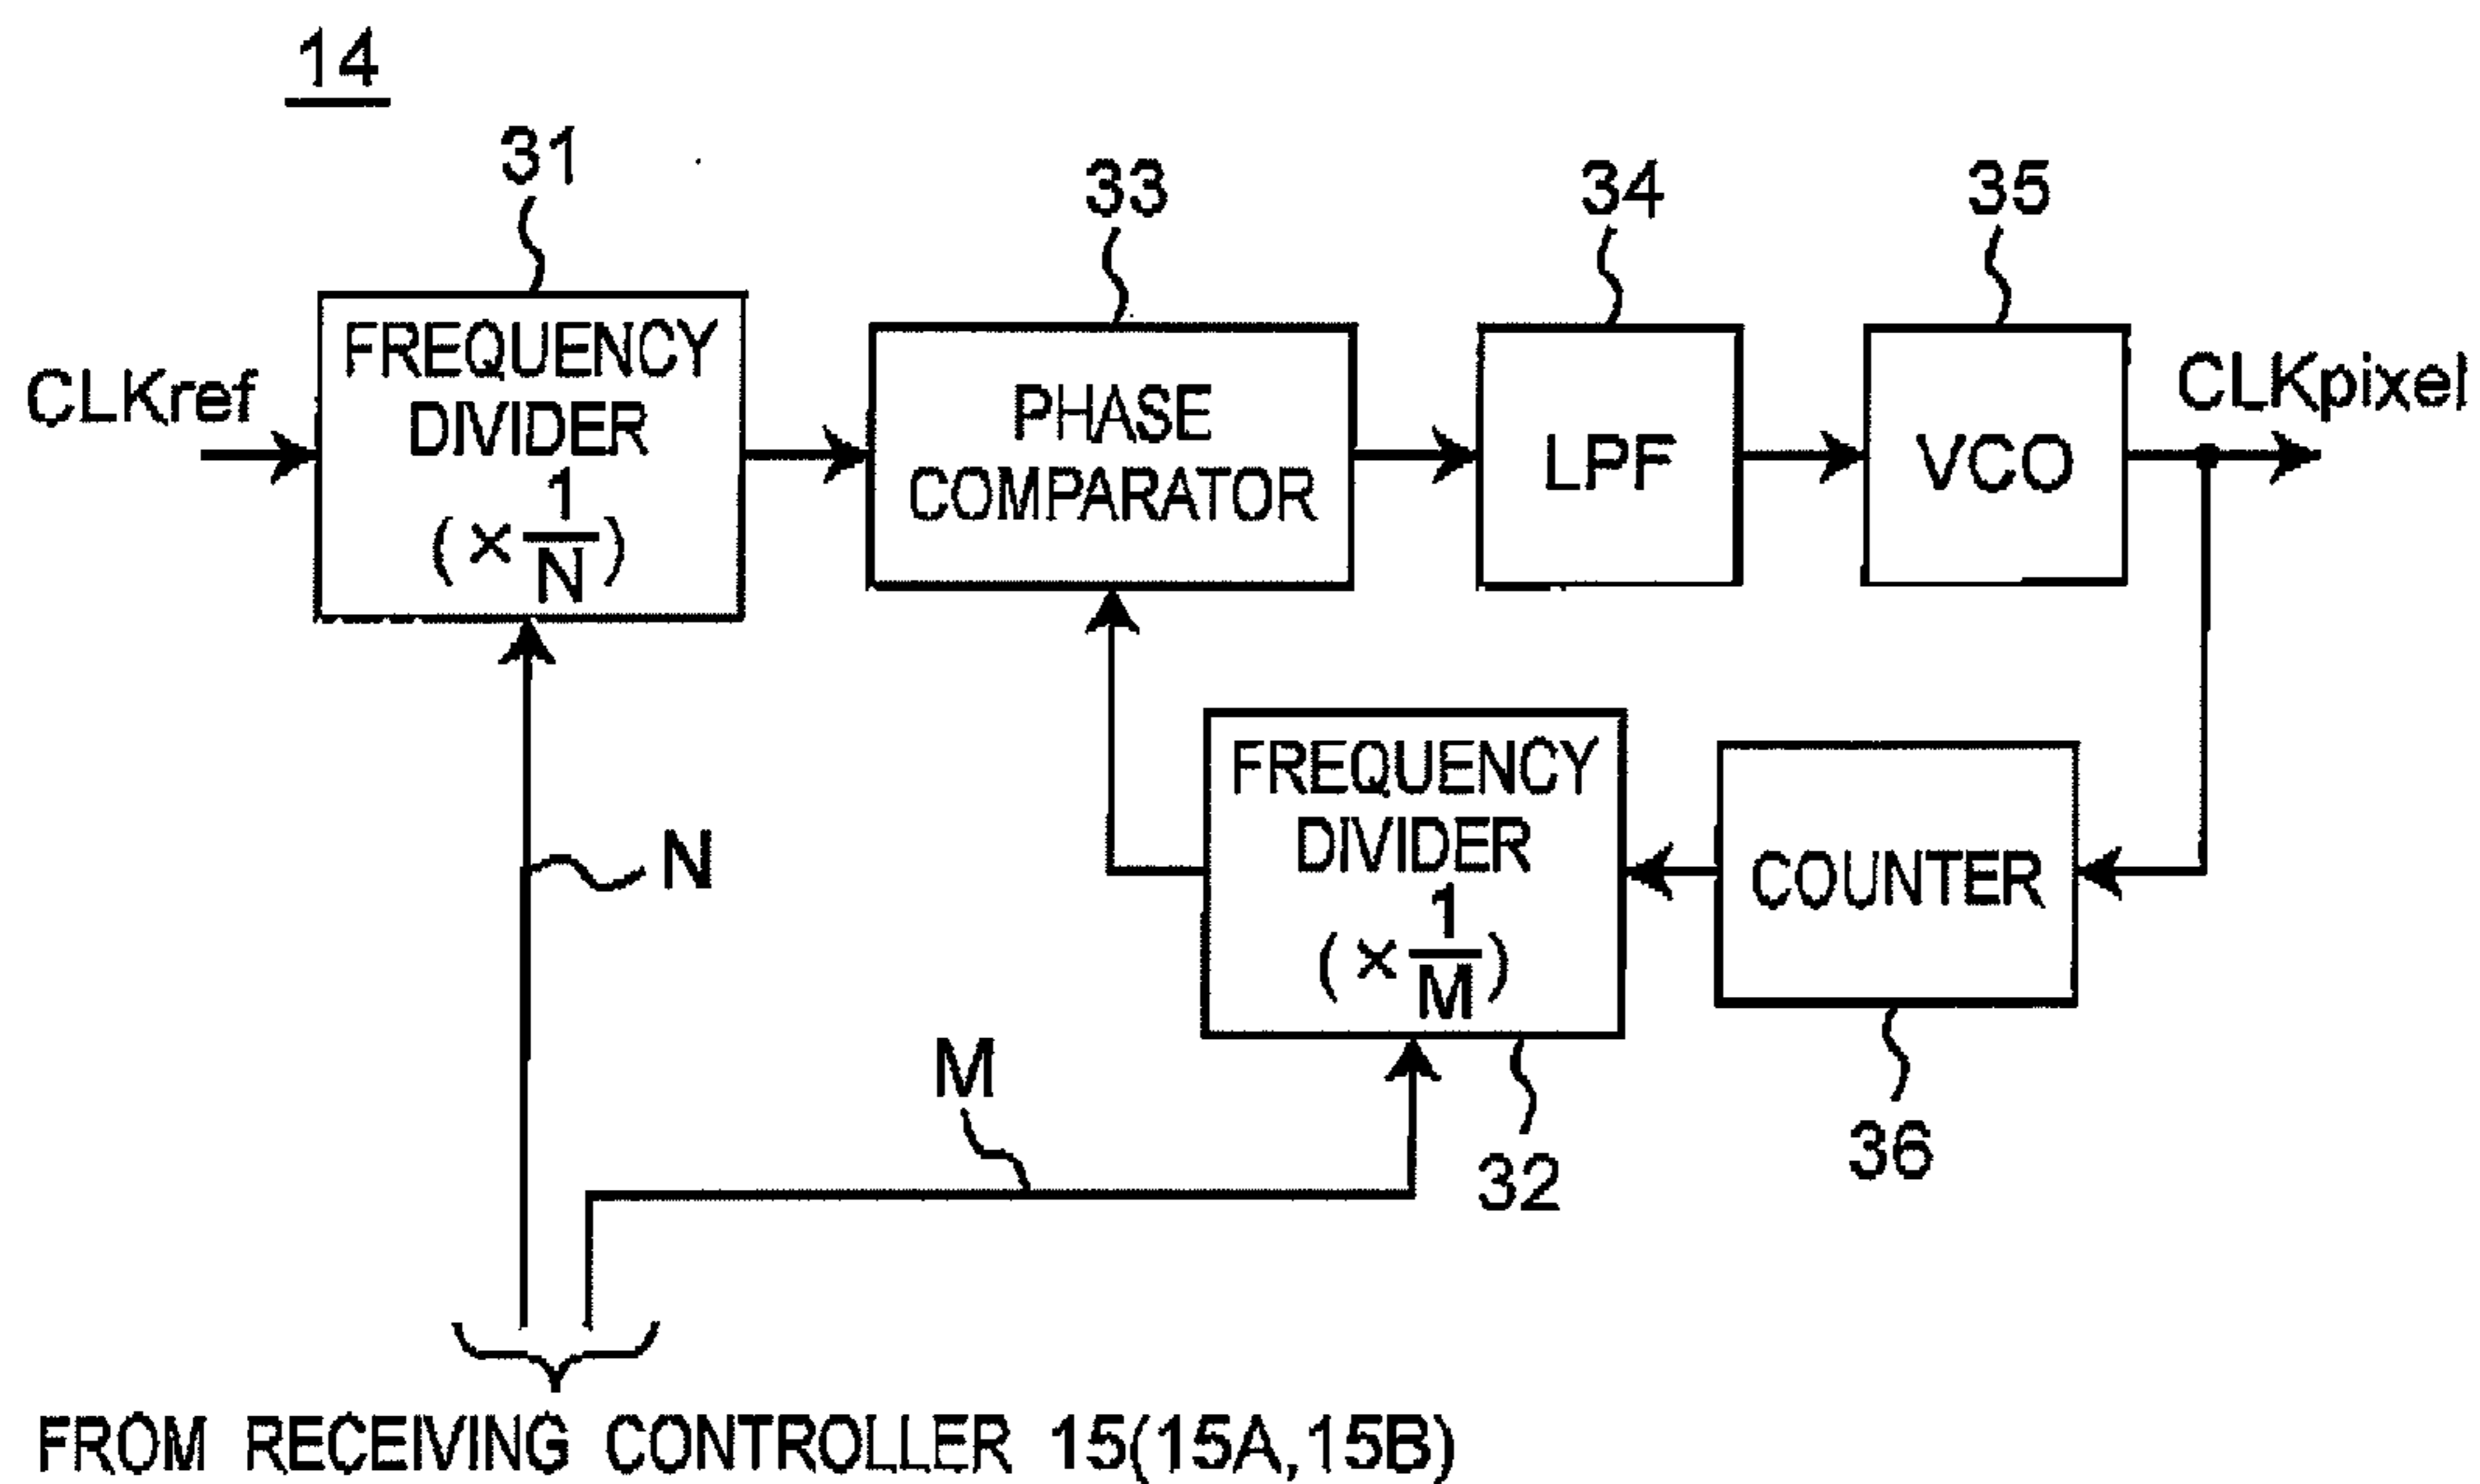 14
31
33
34
35
CLKref
FREQUENCY
DIVIDER
(×1/N)
PHASE
COMPARATOR
LPF
VCO
CLKpixel
N
FREQUENCY
DIVIDER
(×1/M)
COUNTER
M
32
36
FROM RECEIVING CONTROLLER 15(15A,15B)